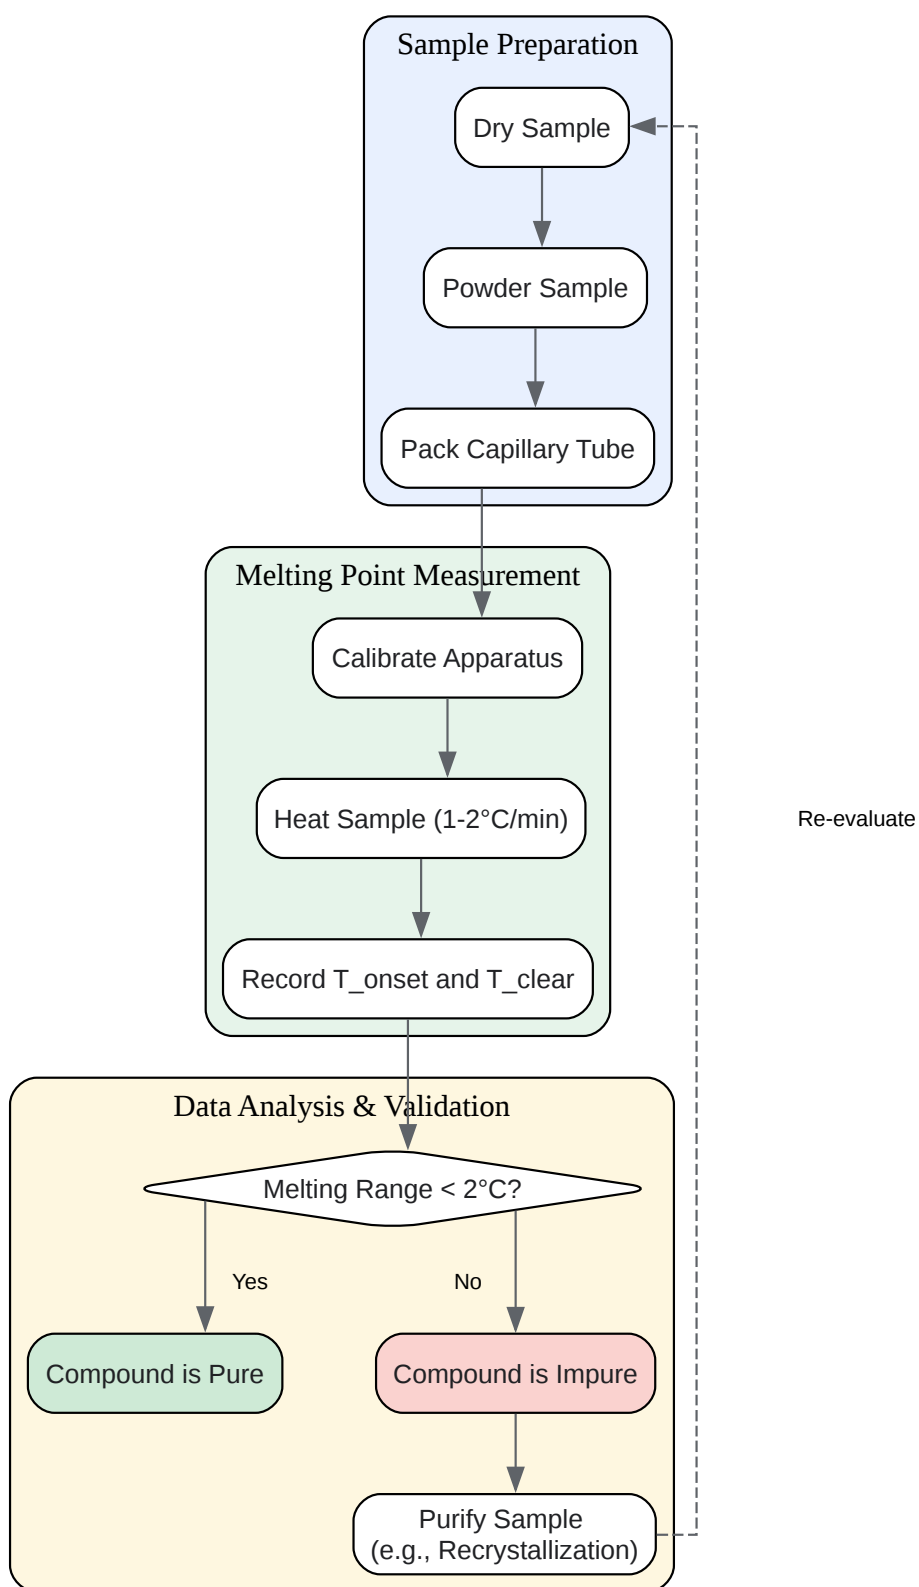 Sample Preparation
Dry Sample
Powder Sample
Pack Capillary Tube
Melting Point Measurement
Calibrate Apparatus
Heat Sample (1-2°C/min)
Re-evaluate
Record T_onset and T_clear
Data Analysis & Validation
Melting Range < 2°C?
Yes
No
Compound is Pure
Compound is Impure
Purify Sample
(e.g., Recrystallization)